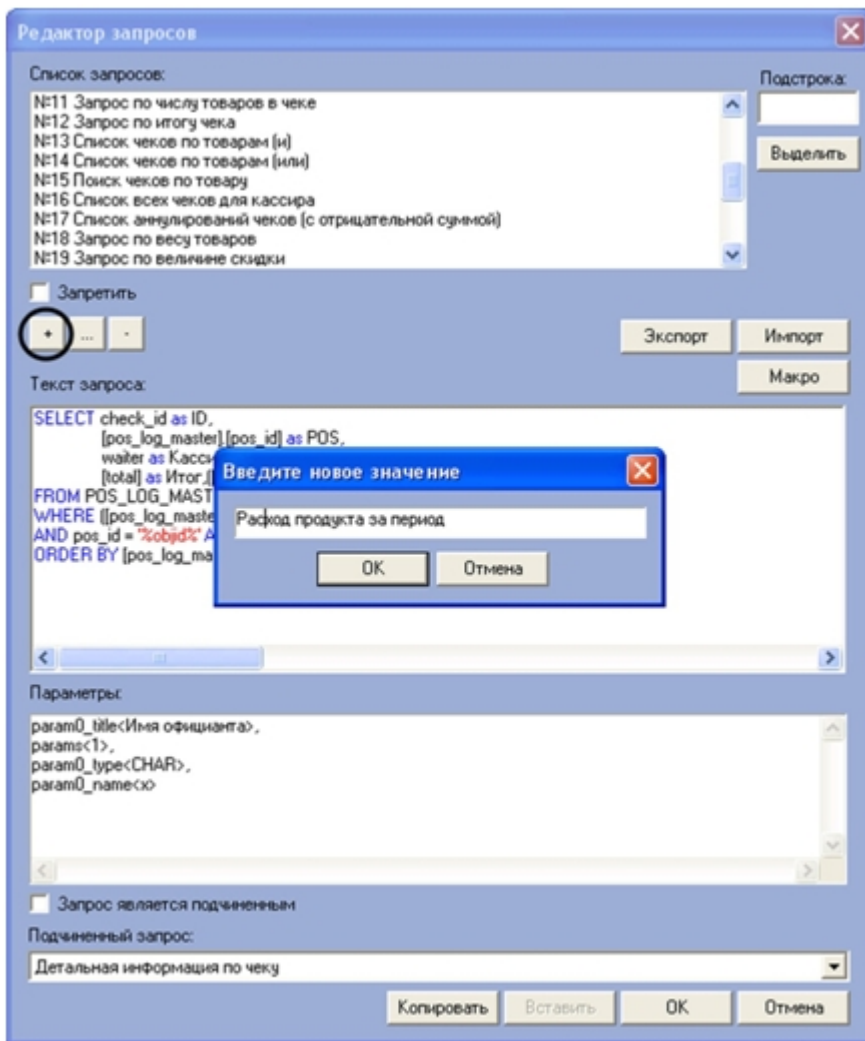 Редактор запросов
Список запросов:
Подстрока:
№11 Запрос по числу товаров в чеке
№12 Запрос по итогу чека
№13 Список чеков по товарам (и)
№14 Список чеков по товарам (или)
№15 Поиск чеков по товару
№16 Список всех чеков для кассира
№17 Список аннулирований чеков (с отрицательной суммой)
№18 Запрос по весу товаров
№19 Запрос по величине скидки
Выделить
Запретить
+ ... -
Экспорт Импорт
Макро
Текст запроса:
SELECT check_id as ID,
[pos_log_master].[pos_id] as POS,
waiter as Касси
[total] as Итог,([
FROM POS_LOG_MAST
WHERE ([pos_log_maste
AND pos_id = '%objid%' A
ORDER BY [pos_log_ma
Введите новое значение
Расход продукта за период
OK Отмена
Параметры:
param0_title<Имя официанта>,
params<1>,
param0_type<CHAR>,
param0_name<x>
Запрос является подчиненным
Подчиненный запрос:
Детальная информация по чеку
Копировать Вставить OK Отмена